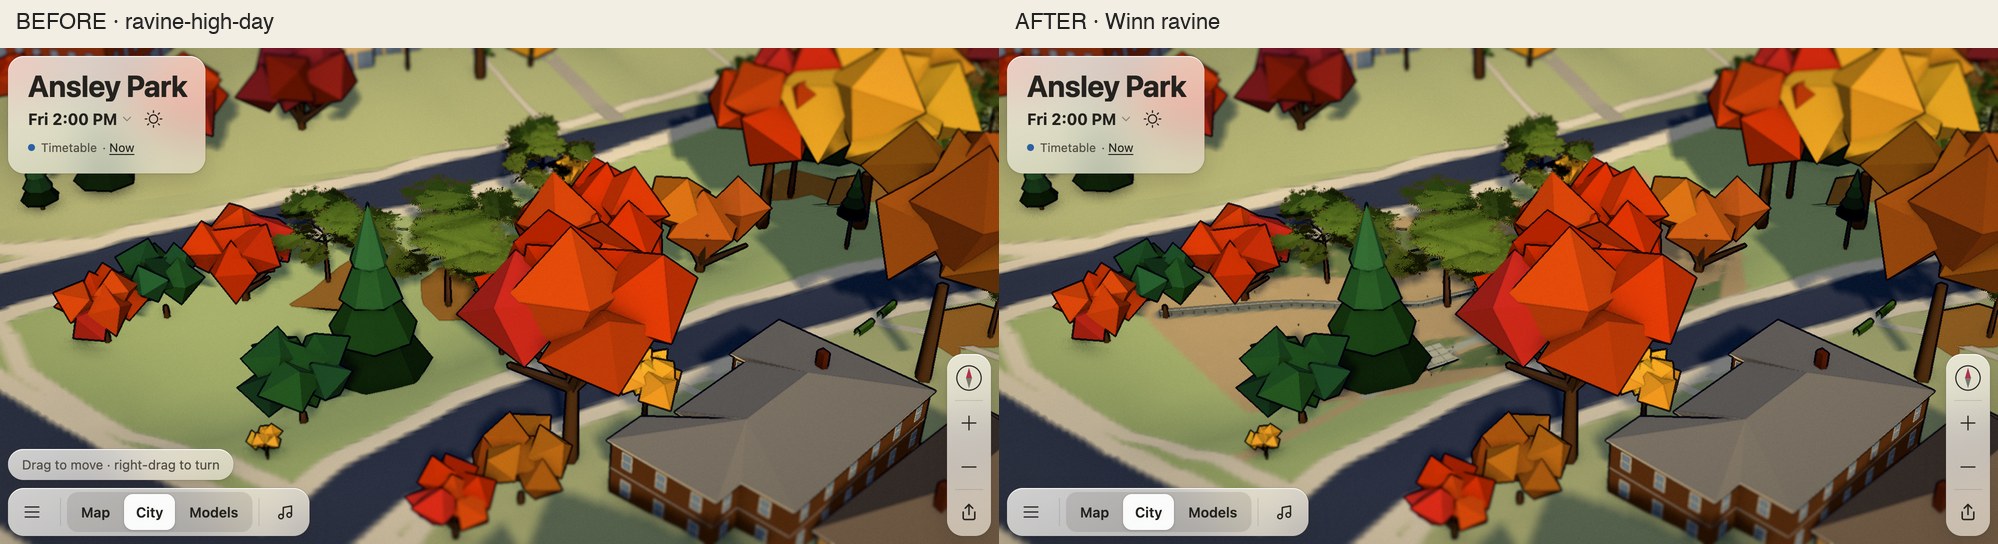 BEFORE · ravine-high-day
Ansley Park
Fri 2:00 PM
Timetable · Now
Drag to move · right-drag to turn
Map City Models
AFTER · Winn ravine
Ansley Park
Fri 2:00 PM
Timetable · Now
Map City Models